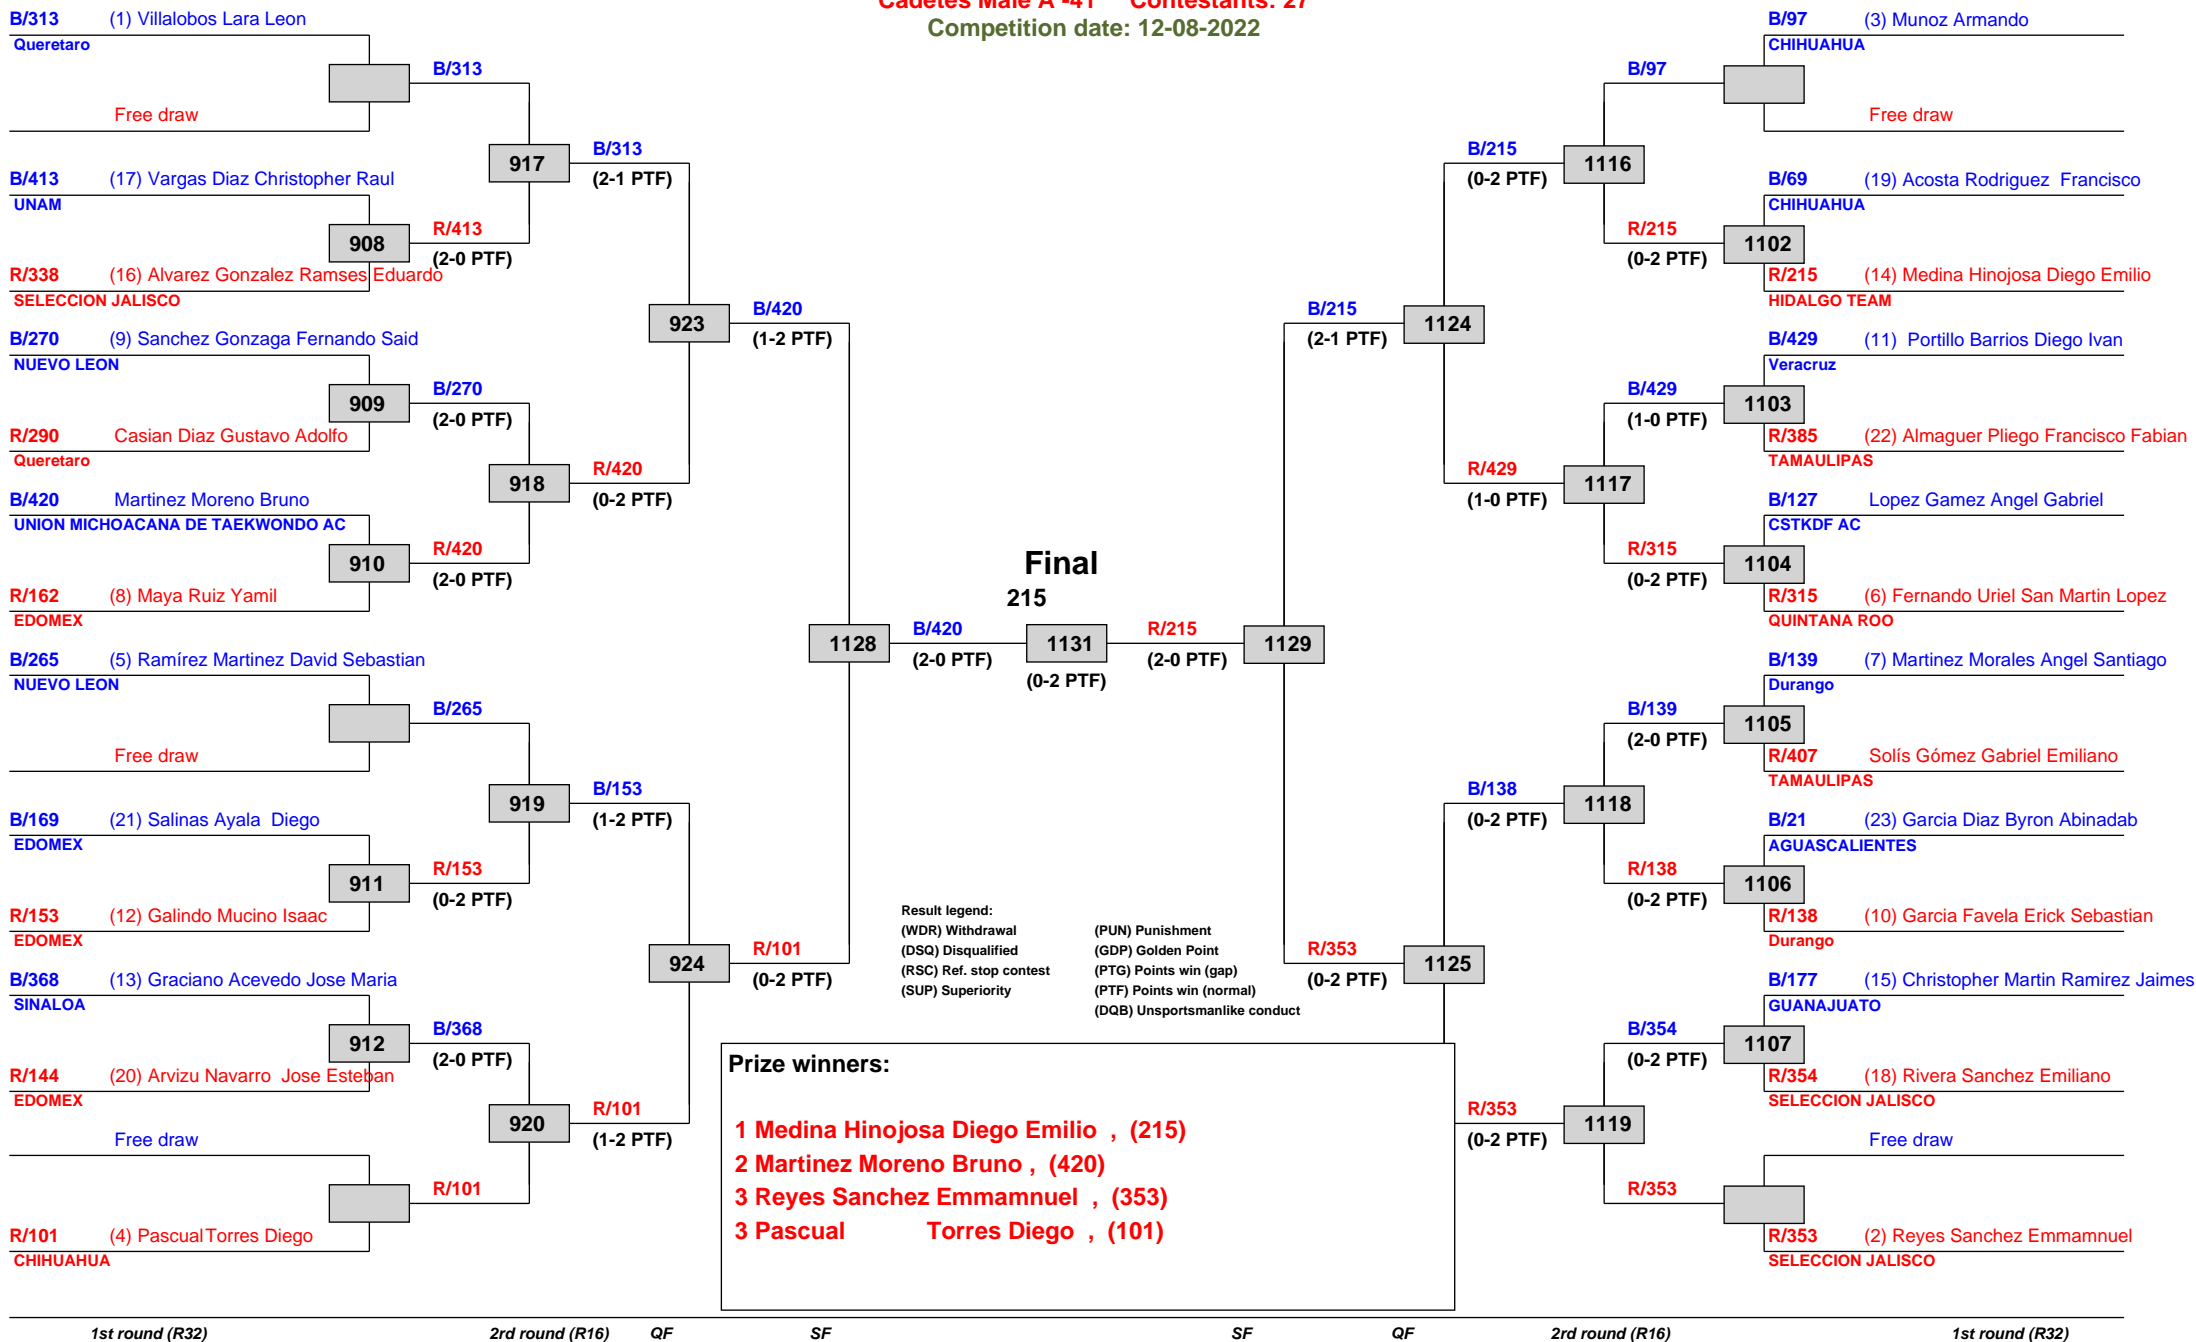 Cadetes Male A -41 Contestants: 27
Competition date: 12-08-2022
B/313 (1) Villalobos Lara Leon
Queretaro
B/313
Free draw
917
B/313
(2-1 PTF)
B/413 (17) Vargas Diaz Christopher Raul
UNAM
908
R/413
(2-0 PTF)
R/338 (16) Alvarez Gonzalez Ramses Eduardo
SELECCION JALISCO
923
B/420
(1-2 PTF)
B/270 (9) Sanchez Gonzaga Fernando Said
NUEVO LEON
909
B/270
(2-0 PTF)
R/290 Casian Diaz Gustavo Adolfo
Queretaro
918
R/420
(0-2 PTF)
B/420 Martinez Moreno Bruno
UNION MICHOACANA DE TAEKWONDO AC
910
R/420
(2-0 PTF)
R/162 (8) Maya Ruiz Yamil
EDOMEX
1128
B/420
(2-0 PTF)
B/265 (5) Ramírez Martinez David Sebastian
NUEVO LEON
B/265
Free draw
919
B/153
(1-2 PTF)
B/169 (21) Salinas Ayala Diego
EDOMEX
911
R/153
(0-2 PTF)
R/153 (12) Galindo Mucino Isaac
EDOMEX
924
R/101
(0-2 PTF)
B/368 (13) Graciano Acevedo Jose Maria
SINALOA
912
B/368
(2-0 PTF)
R/144 (20) Arvizu Navarro Jose Esteban
EDOMEX
920
R/101
(1-2 PTF)
Free draw
R/101
R/101 (4) Pascual Torres Diego
CHIHUAHUA
Final
215
1131
(0-2 PTF)
R/215
(2-0 PTF)
1129
B/97 (3) Munoz Armando
CHIHUAHUA
B/97
Free draw
B/215
(0-2 PTF)
1116
B/69 (19) Acosta Rodriguez Francisco
CHIHUAHUA
R/215
(0-2 PTF)
1102
R/215 (14) Medina Hinojosa Diego Emilio
HIDALGO TEAM
B/215
(2-1 PTF)
1124
B/429 (11) Portillo Barrios Diego Ivan
Veracruz
B/429
(1-0 PTF)
1103
R/385 (22) Almaguer Pliego Francisco Fabian
TAMAULIPAS
R/429
(1-0 PTF)
1117
B/127 Lopez Gamez Angel Gabriel
CSTKDF AC
R/315
(0-2 PTF)
1104
R/315 (6) Fernando Uriel San Martin Lopez
QUINTANA ROO
B/139 (7) Martinez Morales Angel Santiago
Durango
B/139
(2-0 PTF)
1105
R/407 Solís Gómez Gabriel Emiliano
TAMAULIPAS
B/138
(0-2 PTF)
1118
B/21 (23) Garcia Diaz Byron Abinadab
AGUASCALIENTES
R/138
(0-2 PTF)
1106
R/138 (10) Garcia Favela Erick Sebastian
Durango
R/353
(0-2 PTF)
1125
B/177 (15) Christopher Martin Ramirez Jaimes
GUANAJUATO
B/354
(0-2 PTF)
1107
R/354 (18) Rivera Sanchez Emiliano
SELECCION JALISCO
R/353
(0-2 PTF)
1119
Free draw
R/353
R/353 (2) Reyes Sanchez Emmamnuel
SELECCION JALISCO
Result legend:
(WDR) Withdrawal
(DSQ) Disqualified
(RSC) Ref. stop contest
(SUP) Superiority
(PUN) Punishment
(GDP) Golden Point
(PTG) Points win (gap)
(PTF) Points win (normal)
(DQB) Unsportsmanlike conduct
Prize winners:
1 Medina Hinojosa Diego Emilio , (215)
2 Martinez Moreno Bruno , (420)
3 Reyes Sanchez Emmamnuel , (353)
3 Pascual Torres Diego , (101)
1st round (R32) 2rd round (R16) QF SF SF QF 2rd round (R16) 1st round (R32)